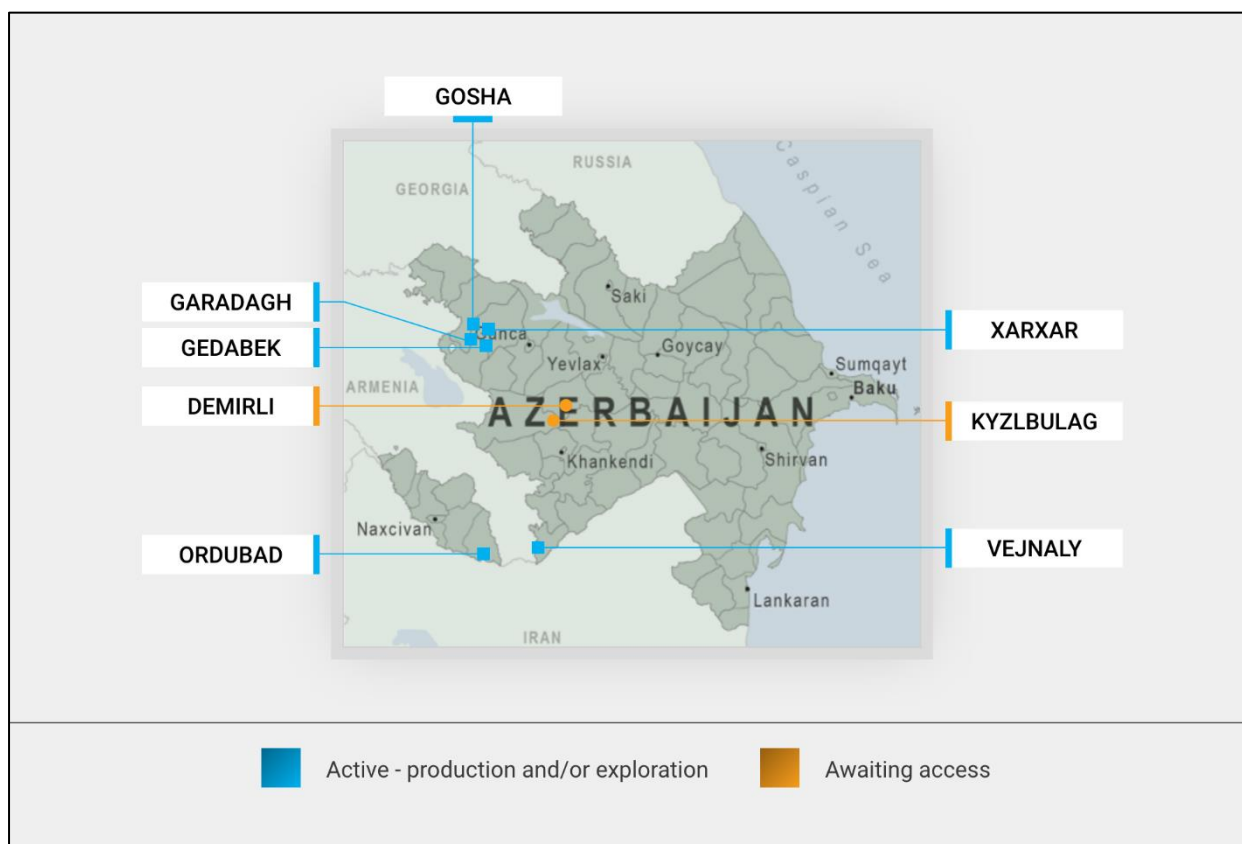 GOSHA
RUSSIA
GEORGIA
Caspian Sea
GARADAGH
Saki
XARXAR
Ganca
GEDABEK
Yevlax
Goycay
Sumqayt
ARMENIA
Baku
DEMIRLI
AZERBAIJAN
KYZLBULAG
Khankendi
Shirvan
Naxcivan
ORDUBAD
VEJNALY
Lankaran
IRAN
Active - production and/or exploration
Awaiting access